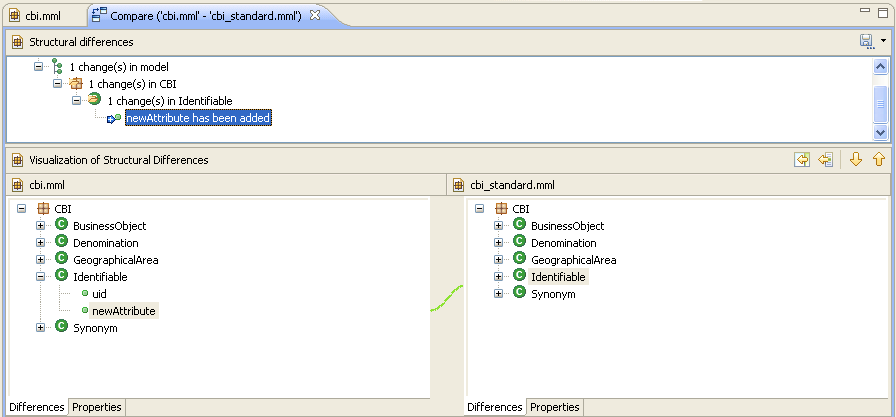 cbi.mml
Compare ('cbi.mml' - 'cbi_standard.mml')
Structural differences
1 change(s) in model
1 change(s) in CBI
1 change(s) in Identifiable
newAttribute has been added
Visualization of Structural Differences
cbi.mml
CBI
C BusinessObject
C Denomination
C GeographicalArea
C Identifiable
uid
newAttribute
C Synonym
Differences
Properties
cbi_standard.mml
CBI
C BusinessObject
C Denomination
C GeographicalArea
C Identifiable
C Synonym
Differences
Properties